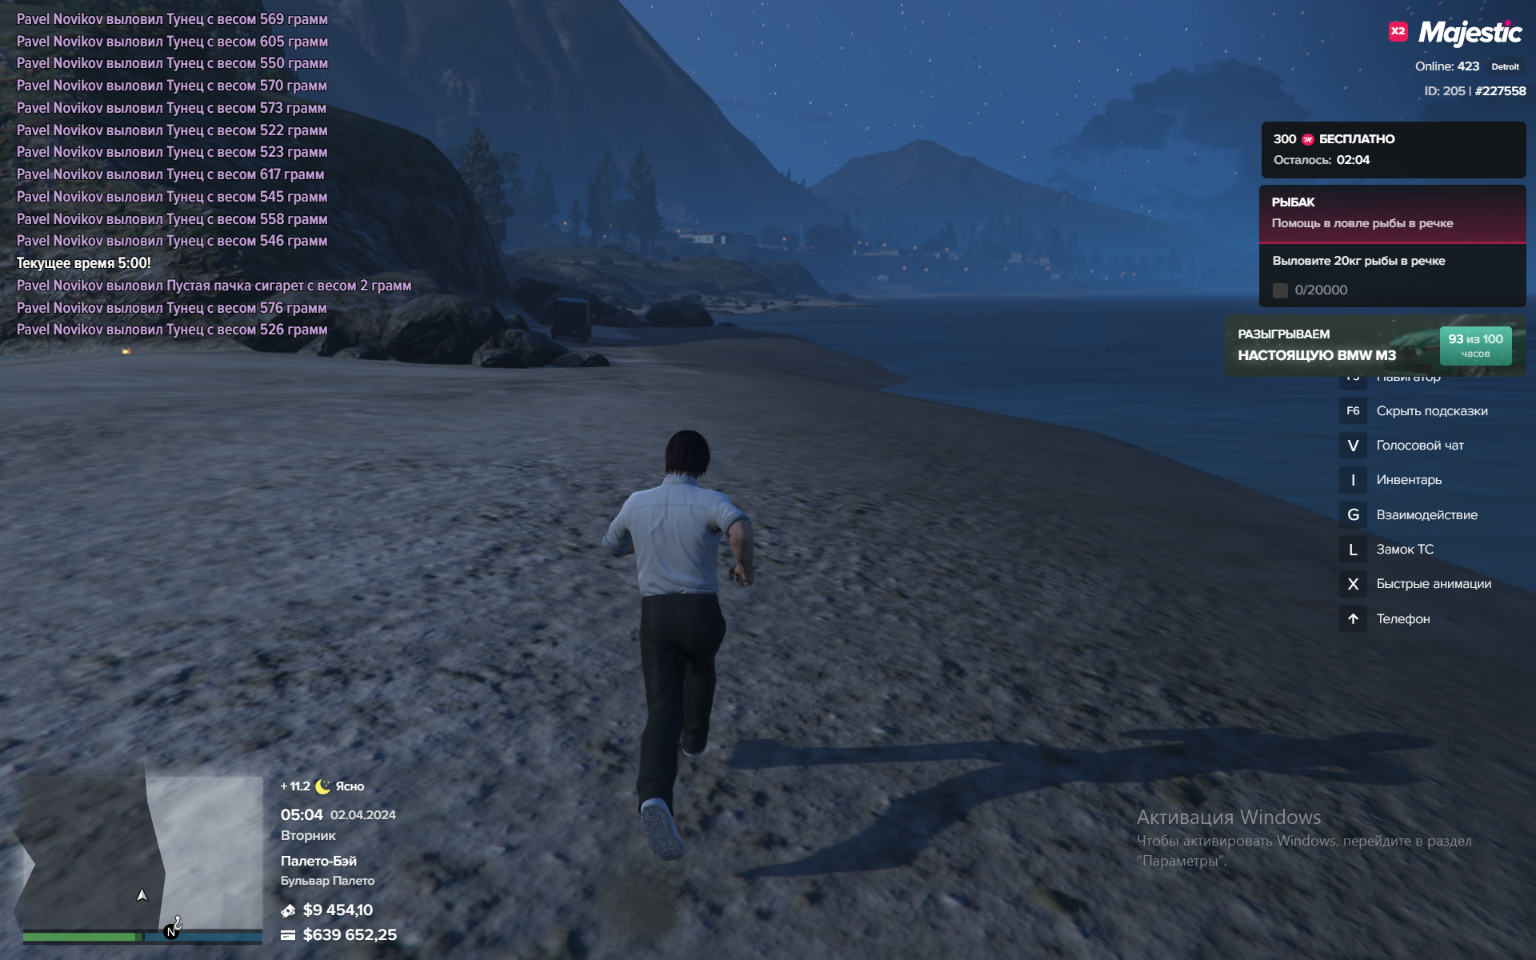 Pavel Novikov выловил Тунец с весом 569 грамм
Pavel Novikov выловил Тунец с весом 605 грамм
Pavel Novikov выловил Тунец с весом 550 грамм
Pavel Novikov выловил Тунец с весом 570 грамм
Pavel Novikov выловил Тунец с весом 573 грамм
Pavel Novikov выловил Тунец с весом 522 грамм
Pavel Novikov выловил Тунец с весом 523 грамм
Pavel Novikov выловил Тунец с весом 617 грамм
Pavel Novikov выловил Тунец с весом 545 грамм
Pavel Novikov выловил Тунец с весом 558 грамм
Pavel Novikov выловил Тунец с весом 546 грамм
Текущее время 5:00!
Pavel Novikov выловил Пустая пачка сигарет с весом 2 грамм
Pavel Novikov выловил Тунец с весом 576 грамм
Pavel Novikov выловил Тунец с весом 526 грамм
X2 Majestic
Online: 423 Detroit
ID: 205 | #227558
300 БЕСПЛАТНО
Осталось: 02:04
РЫБАК
Помощь в ловле рыбы в речке
Выловите 20кг рыбы в речке
0/20000
РАЗЫГРЫВАЕМ
НАСТОЯЩУЮ BMW M3
93 из 100
часов
Навигатор
F6 Скрыть подсказки
V Голосовой чат
I Инвентарь
G Взаимодействие
L Замок ТС
X Быстрые анимации
↑ Телефон
+ 11.2 Ясно
05:04 02.04.2024
Вторник
Палето-Бэй
Бульвар Палето
$9 454,10
$639 652,25
N
Активация Windows
Чтобы активировать Windows, перейдите в раздел
"Параметры".